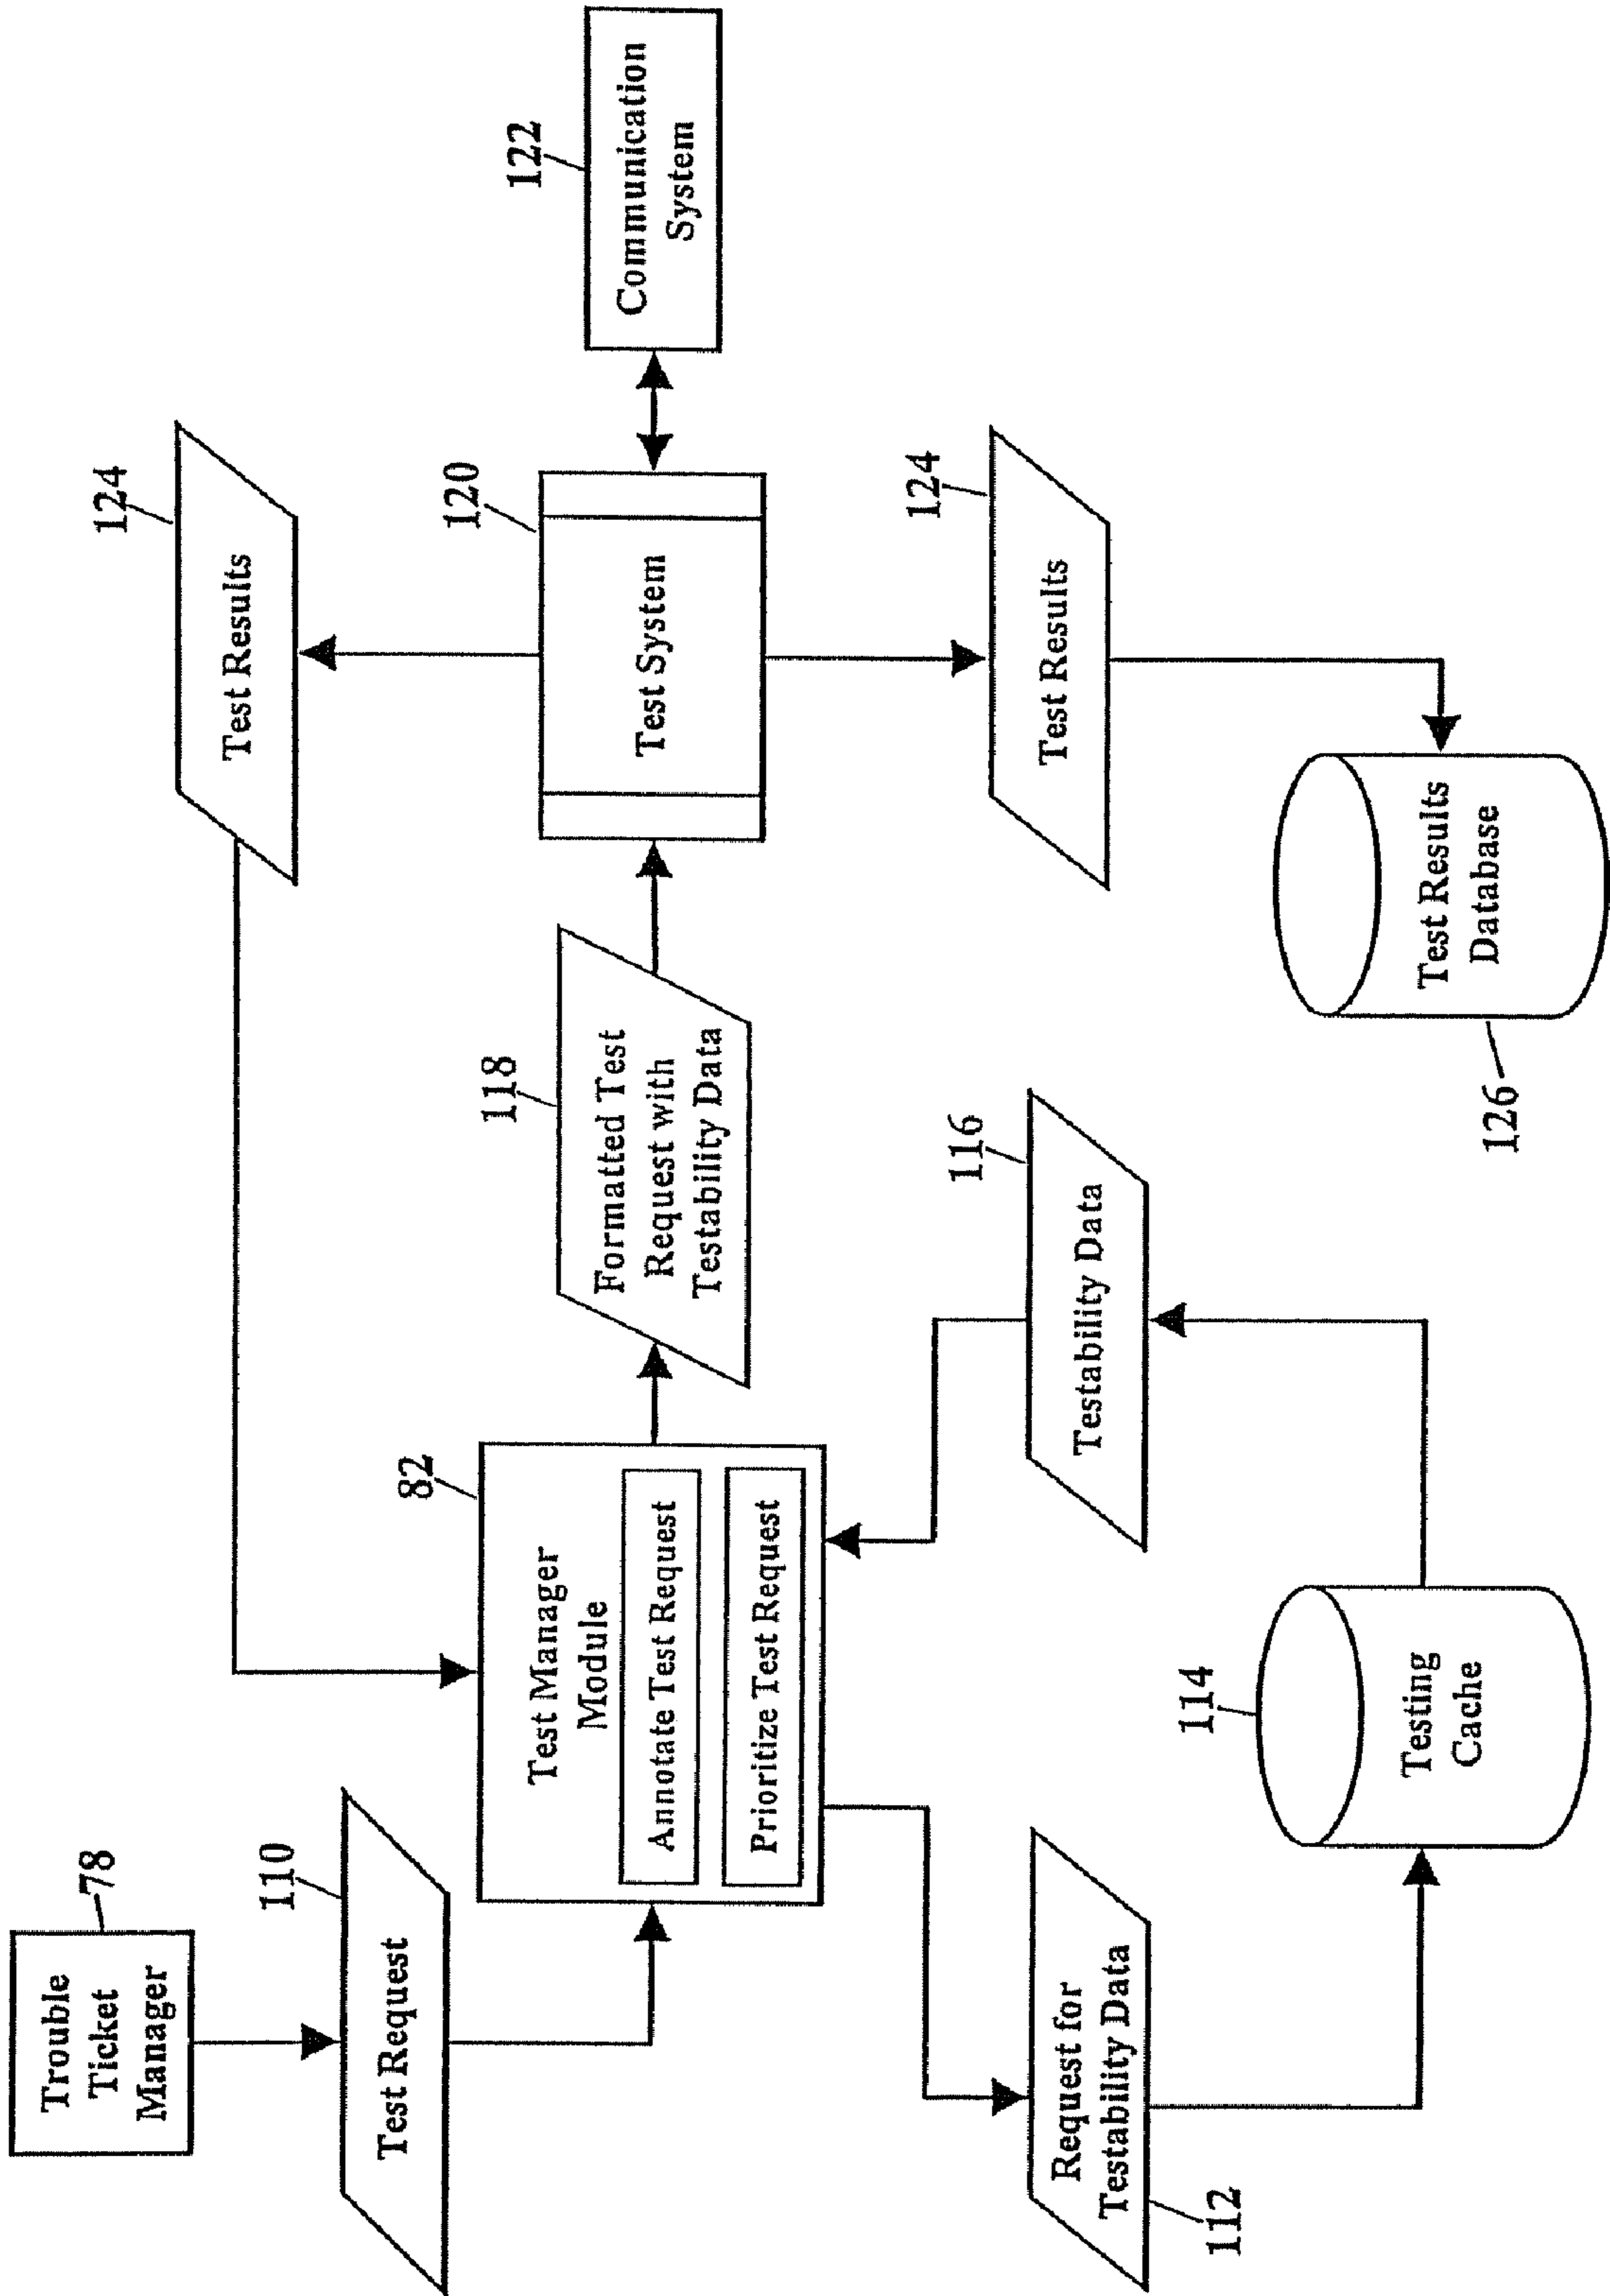 Trouble
Ticket
Manager
78
110
Test Request
82
Test Manager
Module
Annotate Test Request
Prioritize Test Request
118
Formatted Test
Request with
Testability Data
124
Test Results
120
Test System
122
Communication
System
124
Test Results
Request for
Testability Data
112
114
Testing
Cache
116
Testability Data
Test Results
Database
126